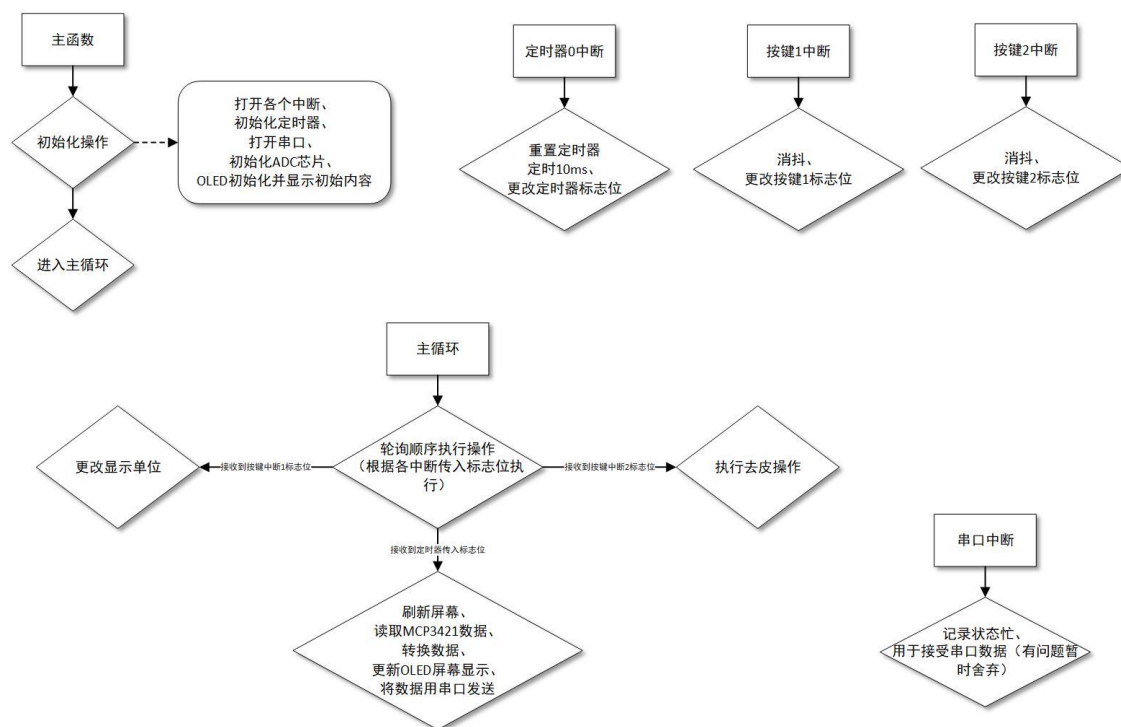 主函数
初始化操作
打开各个中断、
初始化定时器、
打开串口、
初始化ADC芯片、
OLED初始化并显示初始内容
进入主循环
定时器0中断
重置定时器
定时10ms、
更改定时器标志位
按键1中断
消抖、
更改按键1标志位
按键2中断
消抖、
更改按键2标志位
主循环
轮询顺序执行操作
（根据各中断传入标志位执
行）
接收到按键中断1标志位
更改显示单位
接收到按键中断2标志位
执行去皮操作
接收到定时器传入标志位
刷新屏幕、
读取MCP3421数据、
转换数据、
更新OLED屏幕显示、
将数据用串口发送
串口中断
记录状态忙、
用于接受串口数据（有问题暂
时舍弃）